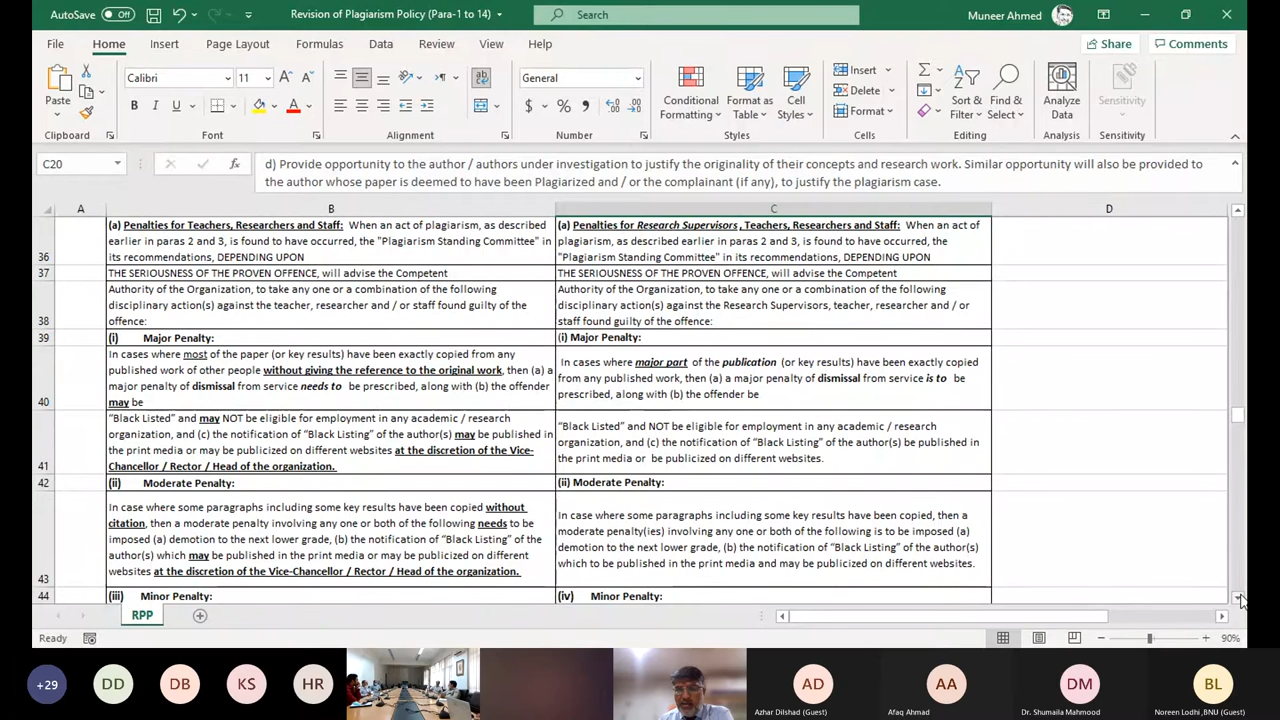 AutoSave Off Revision of Plagiarism Policy (Para-1 to 14) Search Muneer Ahmed
File Home Insert Page Layout Formulas Data Review View Help Share Comments
Paste Calibri 11 General Conditional Format as Cell Insert Sort & Find & Analyze Sensitivity
Formatting Table Styles Delete Filter Select Data
Format
Clipboard Font Alignment Number Styles Cells Editing Analysis Sensitivity
C20 fx d) Provide opportunity to the author / authors under investigation to justify the originality of their concepts and research work. Similar opportunity will also be provided to
the author whose paper is deemed to have been Plagiarized and / or the complainant (if any), to justify the plagiarism case.
A B C D
36
(a) Penalties for Teachers, Researchers and Staff: When an act of plagiarism, as described
earlier in paras 2 and 3, is found to have occurred, the "Plagiarism Standing Committee" in
its recommendations, DEPENDING UPON
(a) Penalties for Research Supervisors , Teachers, Researchers and Staff: When an act of
plagiarism, as described earlier in paras 2 and 3, is found to have occurred, the
"Plagiarism Standing Committee" in its recommendations, DEPENDING UPON
37
THE SERIOUSNESS OF THE PROVEN OFFENCE, will advise the Competent
THE SERIOUSNESS OF THE PROVEN OFFENCE, will advise the Competent
38
Authority of the Organization, to take any one or a combination of the following
disciplinary action(s) against the teacher, researcher and / or staff found guilty of the
offence:
Authority of the Organization, to take any one or a combination of the following
disciplinary action(s) against the Research Supervisors, teacher, researcher and / or
staff found guilty of the offence:
39
(i) Major Penalty:
(i) Major Penalty:
40
In cases where most of the paper (or key results) have been exactly copied from any
published work of other people without giving the reference to the original work, then (a) a
major penalty of dismissal from service needs to be prescribed, along with (b) the offender
may be
In cases where major part of the publication (or key results) have been exactly copied
from any published work, then (a) a major penalty of dismissal from service is to be
prescribed, along with (b) the offender be
41
“Black Listed” and may NOT be eligible for employment in any academic / research
organization, and (c) the notification of “Black Listing” of the author(s) may be published in
the print media or may be publicized on different websites at the discretion of the Vice-
Chancellor / Rector / Head of the organization.
“Black Listed” and NOT be eligible for employment in any academic / research
organization, and (c) the notification of “Black Listing” of the author(s) be published in
the print media or be publicized on different websites.
42
(ii) Moderate Penalty:
(ii) Moderate Penalty:
43
In case where some paragraphs including some key results have been copied without
citation, then a moderate penalty involving any one or both of the following needs to be
imposed (a) demotion to the next lower grade, (b) the notification of “Black Listing” of the
author(s) which may be published in the print media or may be publicized on different
websites at the discretion of the Vice-Chancellor / Rector / Head of the organization.
In case where some paragraphs including some key results have been copied, then a
moderate penalty(ies) involving any one or both of the following is to be imposed (a)
demotion to the next lower grade, (b) the notification of “Black Listing” of the author(s)
which to be published in the print media and may be publicized on different websites.
44
(iii) Minor Penalty:
(iv) Minor Penalty:
RPP
Ready 90%
+29 DD DB KS HR AD AA DM BL
Azhar Dilshad (Guest) Afaq Ahmad Dr. Shumaila Mahmood Noreen Lodhi ,BNU (Guest)